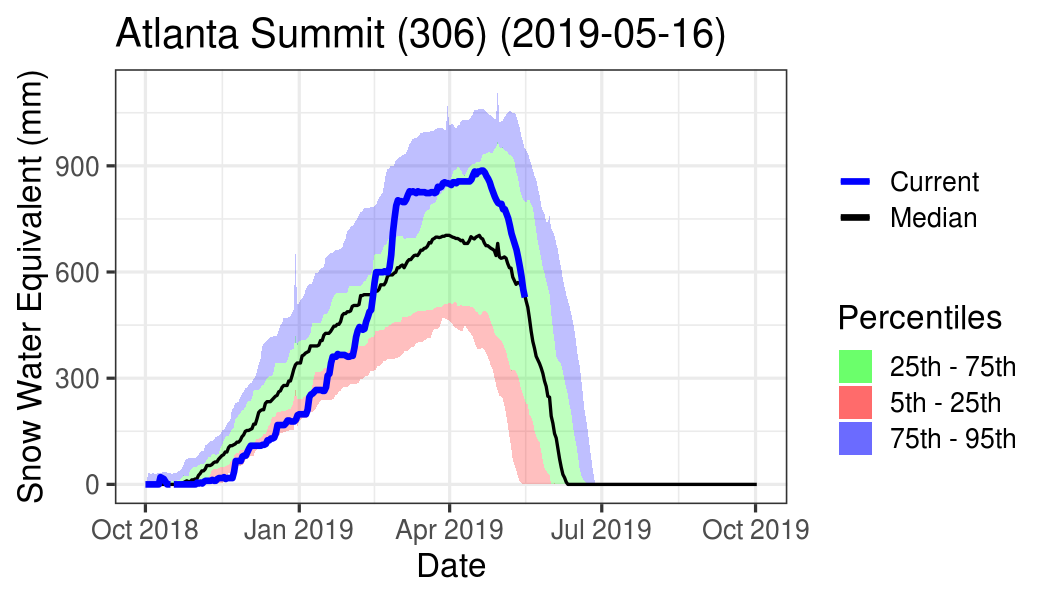 Atlanta Summit (306) (2019-05-16)
Snow Water Equivalent (mm)
900
600
300
0
Oct 2018
Jan 2019
Apr 2019
Jul 2019
Oct 2019
Date
Current
Median
Percentiles
25th - 75th
5th - 25th
75th - 95th